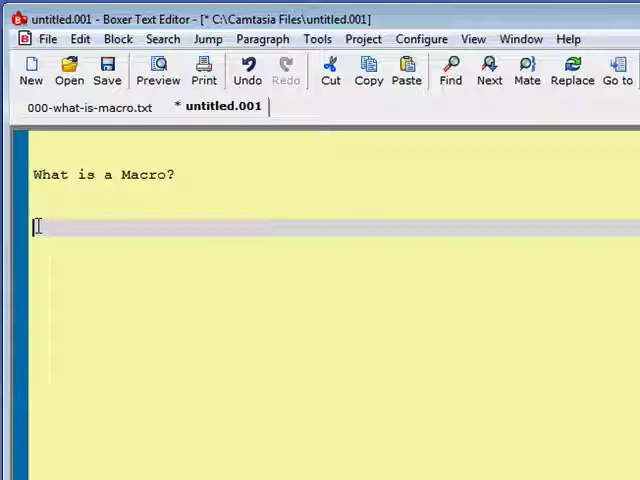 untitled.001 - Boxer Text Editor - [* C:\Camtasia Files\untitled.001]
File Edit Block Search Jump Paragraph Tools Project Configure View Window Help
New Open Save Preview Print Undo Redo Cut Copy Paste Find Next Mate Replace Go to
000-what-is-macro.txt * untitled.001
What is a Macro?